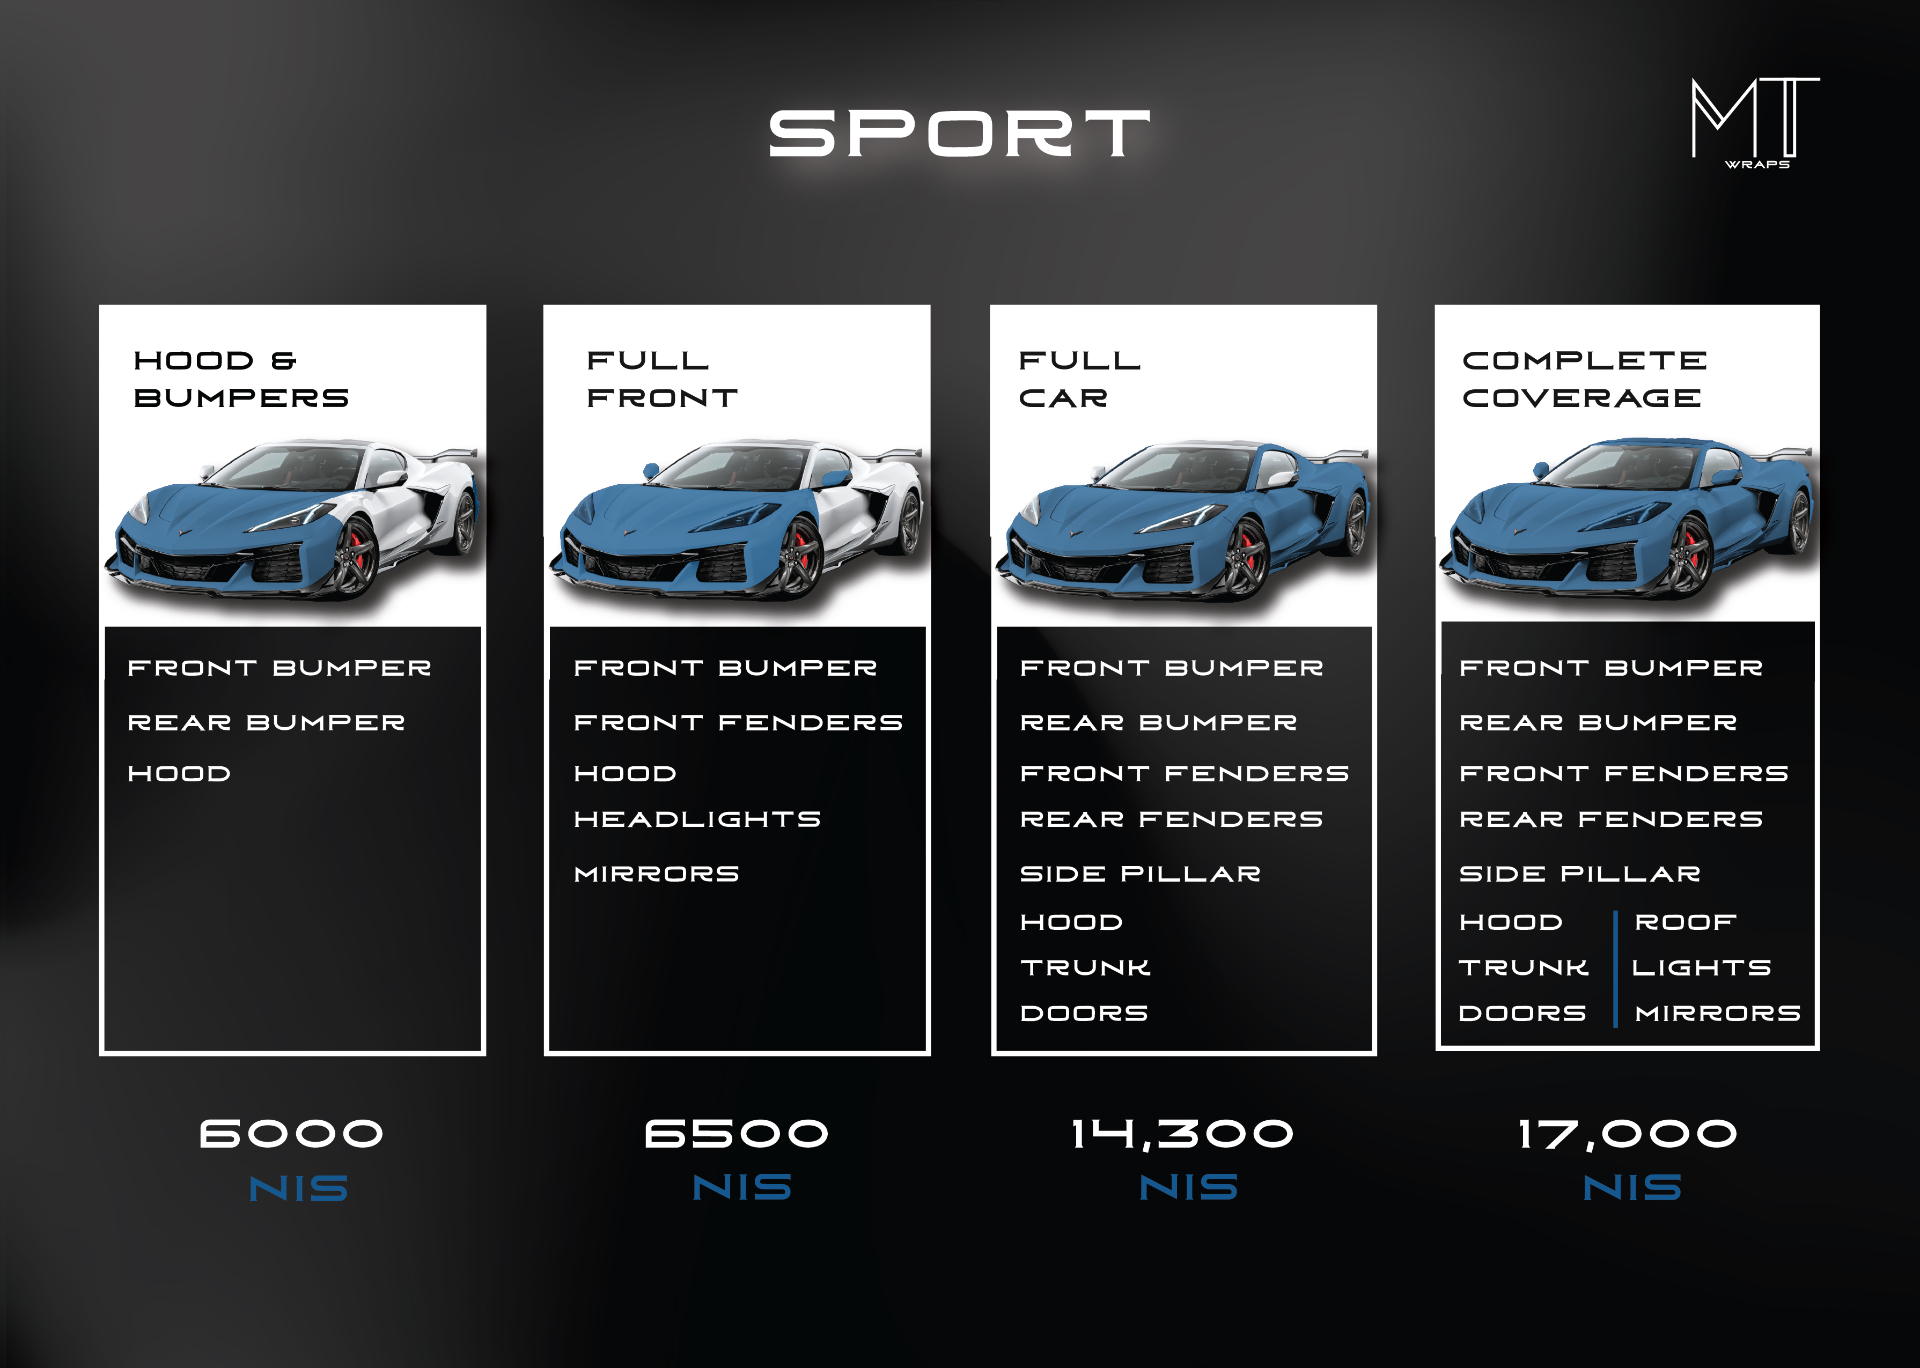 SPORT
MT
WRAPS
HOOD &
BUMPERS
FRONT BUMPER
REAR BUMPER
HOOD
6000
NIS
FULL
FRONT
FRONT BUMPER
FRONT FENDERS
HOOD
HEADLIGHTS
MIRRORS
6500
NIS
FULL
CAR
FRONT BUMPER
REAR BUMPER
FRONT FENDERS
REAR FENDERS
SIDE PILLAR
HOOD
TRUNK
DOORS
14,300
NIS
COMPLETE
COVERAGE
FRONT BUMPER
REAR BUMPER
FRONT FENDERS
REAR FENDERS
SIDE PILLAR
HOOD
TRUNK
DOORS
ROOF
LIGHTS
MIRRORS
17,000
NIS